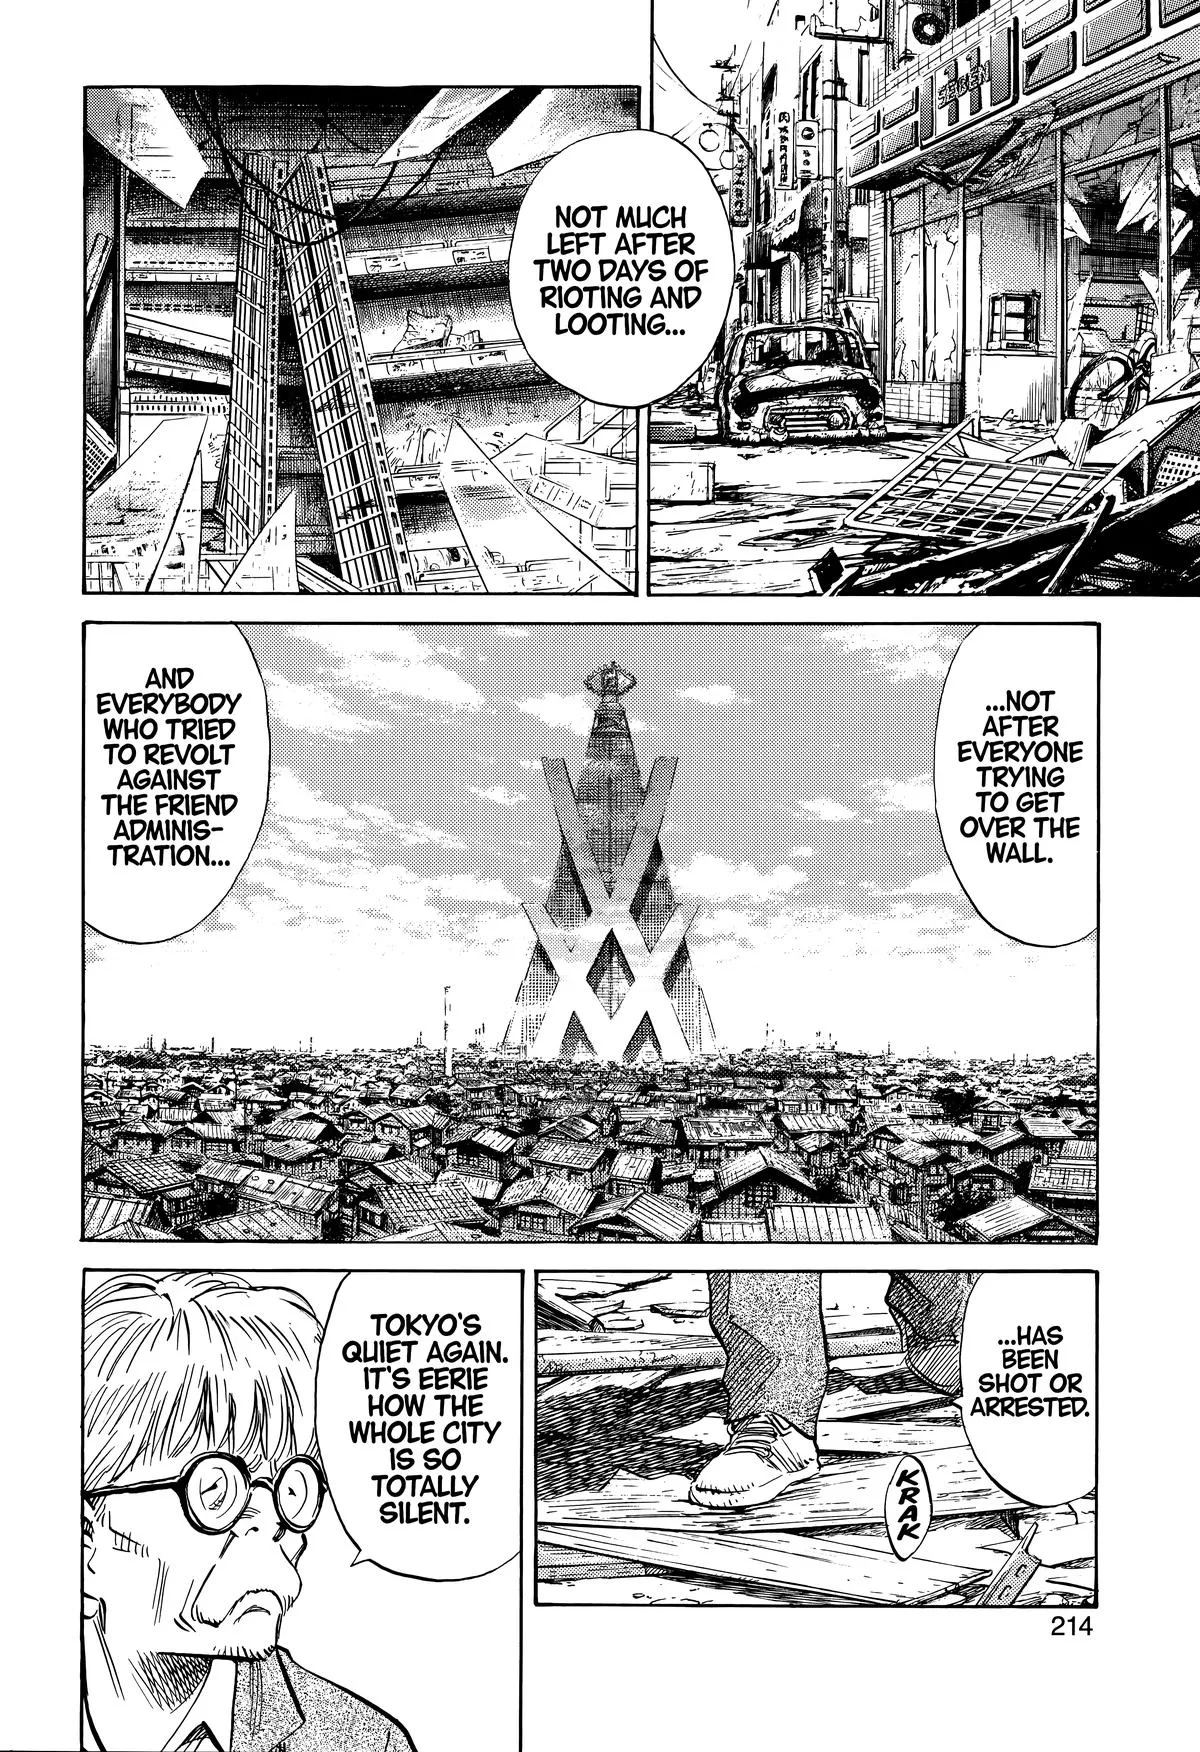 SEBEN
NOT MUCH
LEFT AFTER
TWO DAYS OF
RIOTING AND
LOOTING...
...NOT
AFTER
EVERYONE
TRYING
TO GET
OVER THE
WALL.
AND
EVERYBODY
WHO TRIED
TO REVOLT
AGAINST
THE FRIEND
ADMINIS-
TRATION...
...HAS
BEEN
SHOT OR
ARRESTED.
KRAK
TOKYO'S
QUIET AGAIN.
IT'S EERIE
HOW THE
WHOLE CITY
IS SO
TOTALLY
SILENT.
214